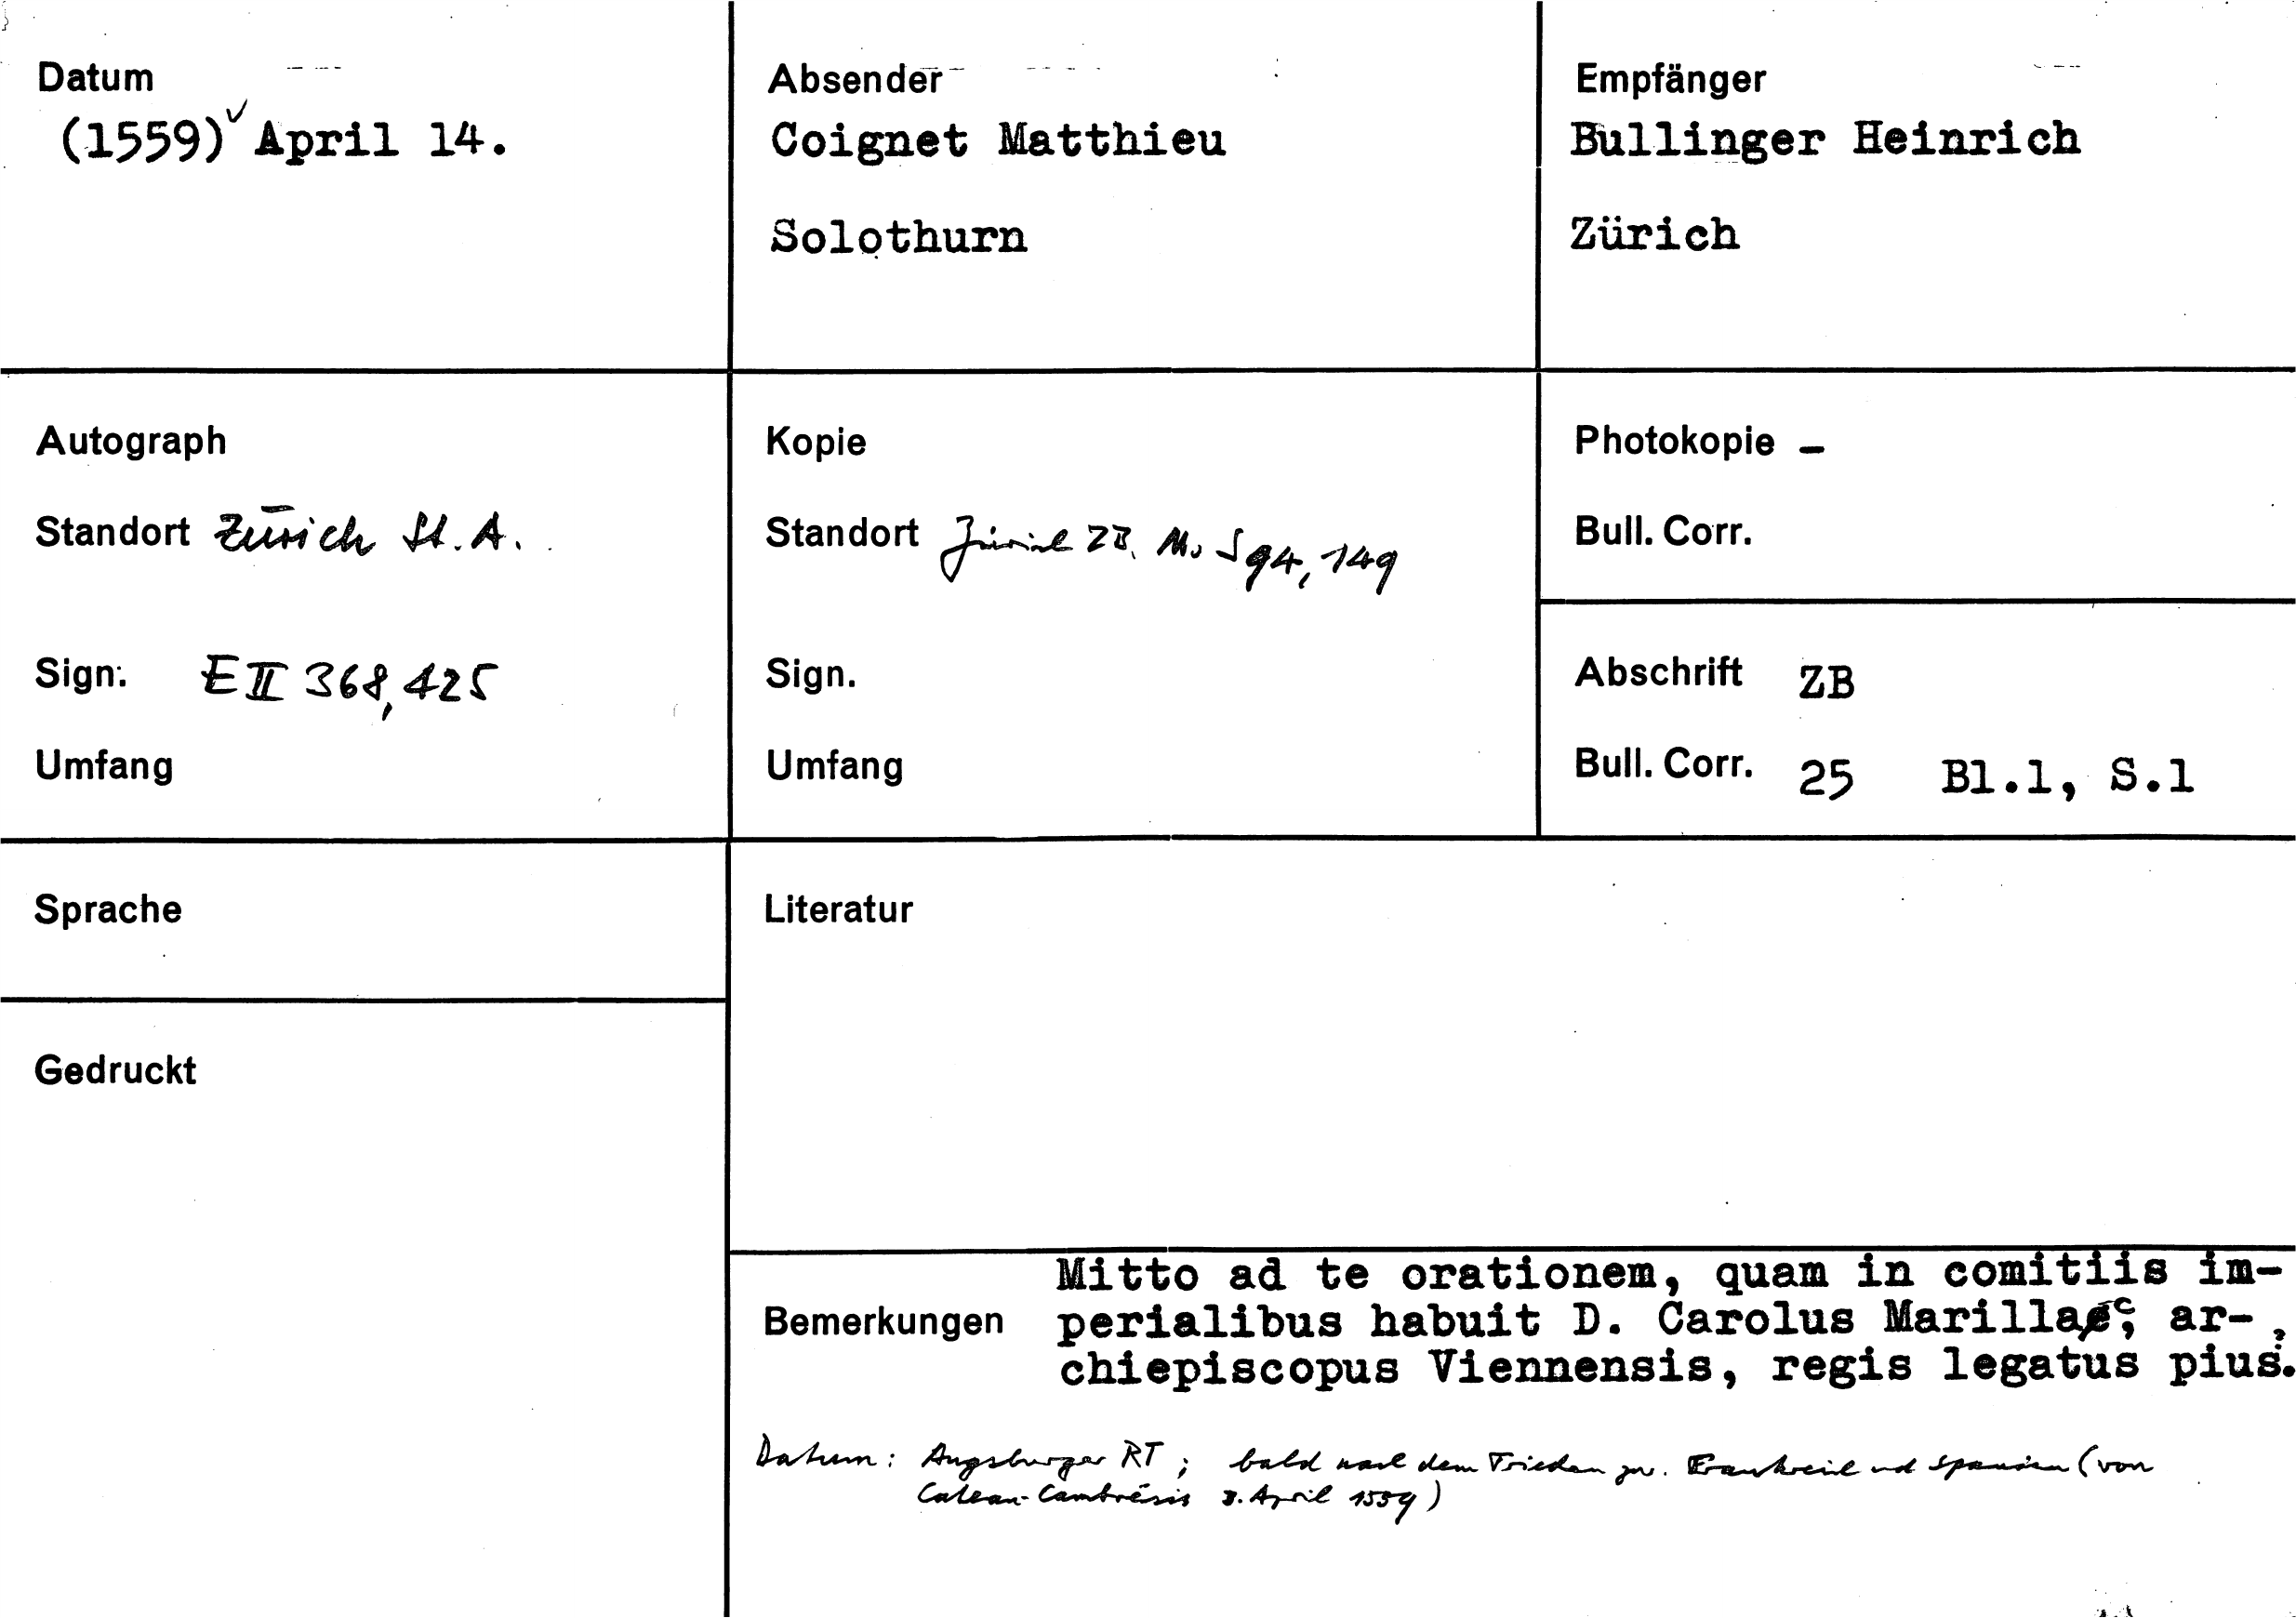 Datum
(1559) April 14.
Absender
Coignet Matthieu
Solothurn
Empfänger
Bullinger Heinrich
Zürich
Autograph
Standort Zürich St. A.
Sign: E II 368, 425
Umfang
Kopie
Standort Zürich ZB. Ms S 94, 149
Sign.
Umfang
Photokopie –
Bull. Corr.
Abschrift ZB
Bull. Corr. 25 Bl.1, S.1
Sprache
Gedruckt
Literatur
Bemerkungen
Mitto ad te orationem, quam in comitiis im-
perialibus habuit D. Carolus Marillac, ar-
chiepiscopus Viennensis, regis legatus pius.
Datum: Augsburger RT; bald nach dem Frieden zw. Frankreich und Spanien (von
Cateau-Cambrésis 3. April 1559)